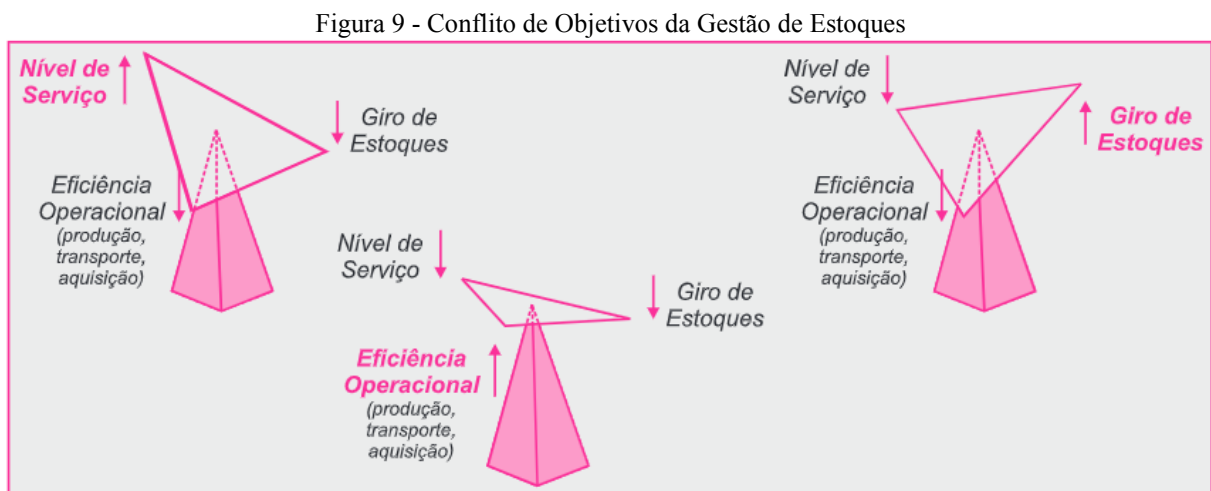 Figura 9 - Conflito de Objetivos da Gestão de Estoques
Nível de
Serviço
Giro de
Estoques
Eficiência
Operacional
(produção,
transporte,
aquisição)
Nível de
Serviço
Giro de
Estoques
Eficiência
Operacional
(produção,
transporte,
aquisição)
Nível de
Serviço
Giro de
Estoques
Eficiência
Operacional
(produção,
transporte,
aquisição)